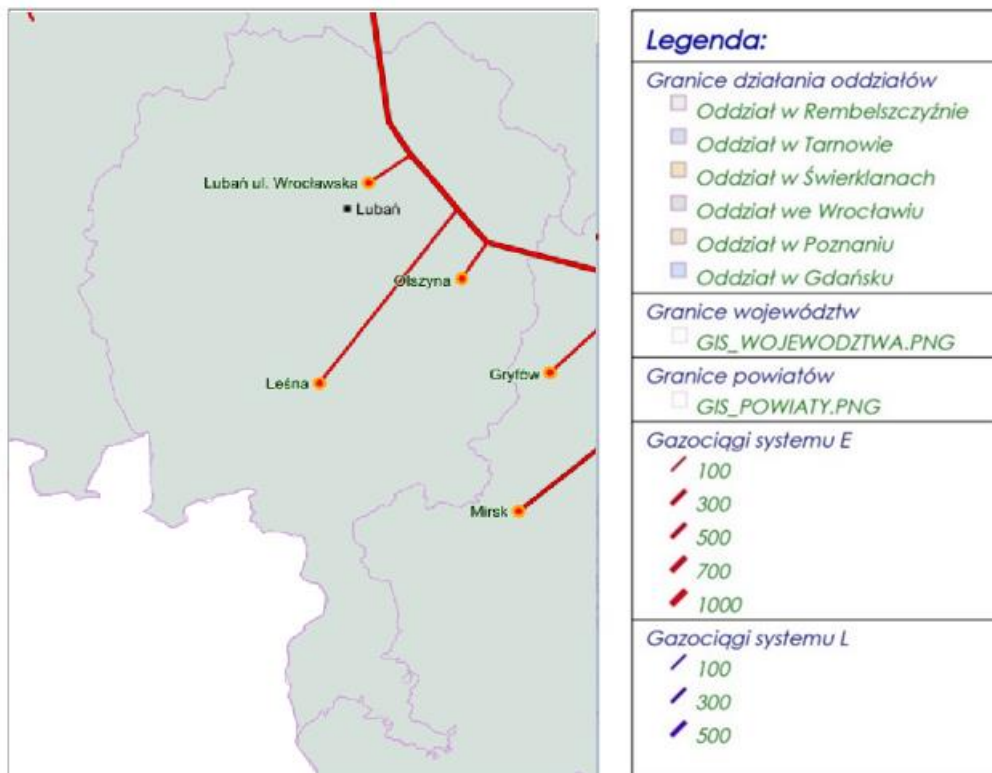 Lubań ul. Wrocławska
Lubań
Olszyna
Leśna
Gryfów
Mirsk
Legenda:
Granice działania oddziałów
Oddział w Rembelszczyźnie
Oddział w Tarnowie
Oddział w Świerklanach
Oddział we Wrocławiu
Oddział w Poznaniu
Oddział w Gdańsku
Granice województw
GIS_WOJEWODZTWA.PNG
Granice powiatów
GIS_POWIATY.PNG
Gazociągi systemu E
100
300
500
700
1000
Gazociągi systemu L
100
300
500